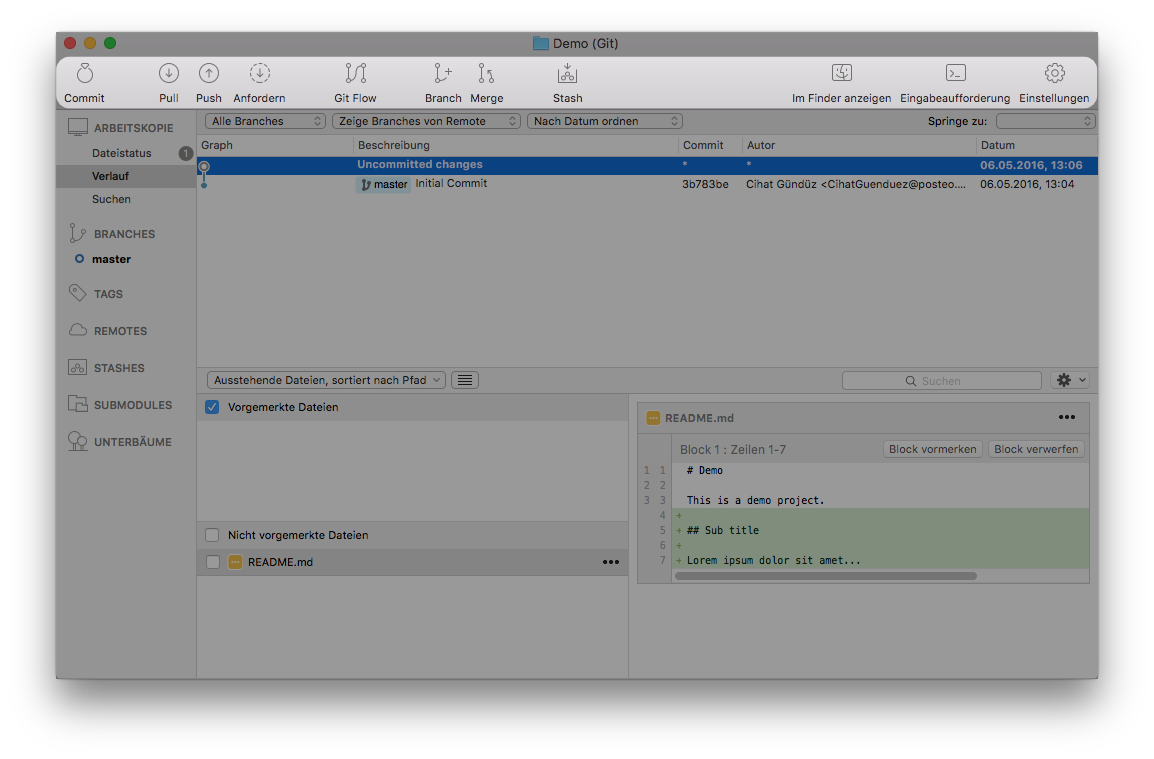 Demo (Git)
Commit Pull Push Anfordern Git Flow Branch Merge Stash Im Finder anzeigen Eingabeaufforderung Einstellungen
Alle Branches Zeige Branches von Remote Nach Datum ordnen Springe zu:
ARBEITSKOPIE
Dateistatus 1
Verlauf
Suchen
BRANCHES
master
TAGS
REMOTES
STASHES
SUBMODULES
UNTERBÄUME
Graph Beschreibung Commit Autor Datum
Uncommitted changes * * 06.05.2016, 13:06
master Initial Commit 3b783be Cihat Gündüz <CihatGuenduez@posteo.... 06.05.2016, 13:04
Ausstehende Dateien, sortiert nach Pfad Suchen
Vorgemerkte Dateien
Nicht vorgemerkte Dateien
README.md
README.md
Block 1 : Zeilen 1-7 Block vormerken Block verwerfen
1 1 # Demo
2 2
3 3 This is a demo project.
4 +
5 + ## Sub title
6 +
7 + Lorem ipsum dolor sit amet...